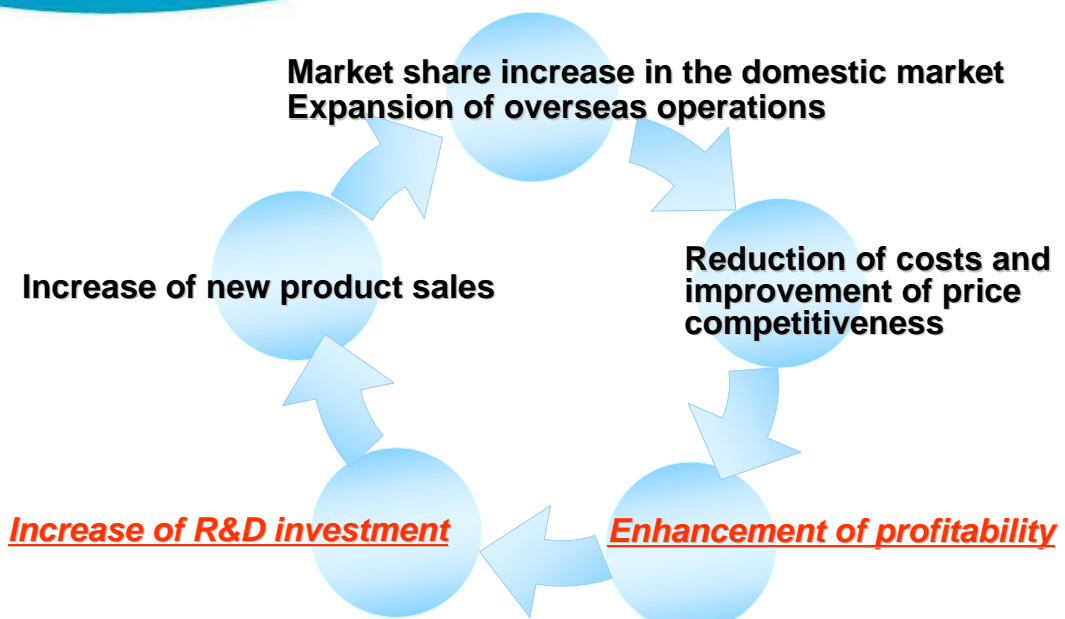 Market share increase in the domestic market
Expansion of overseas operations
Reduction of costs and
improvement of price
competitiveness
Increase of new product sales
Increase of R&D investment
Enhancement of profitability